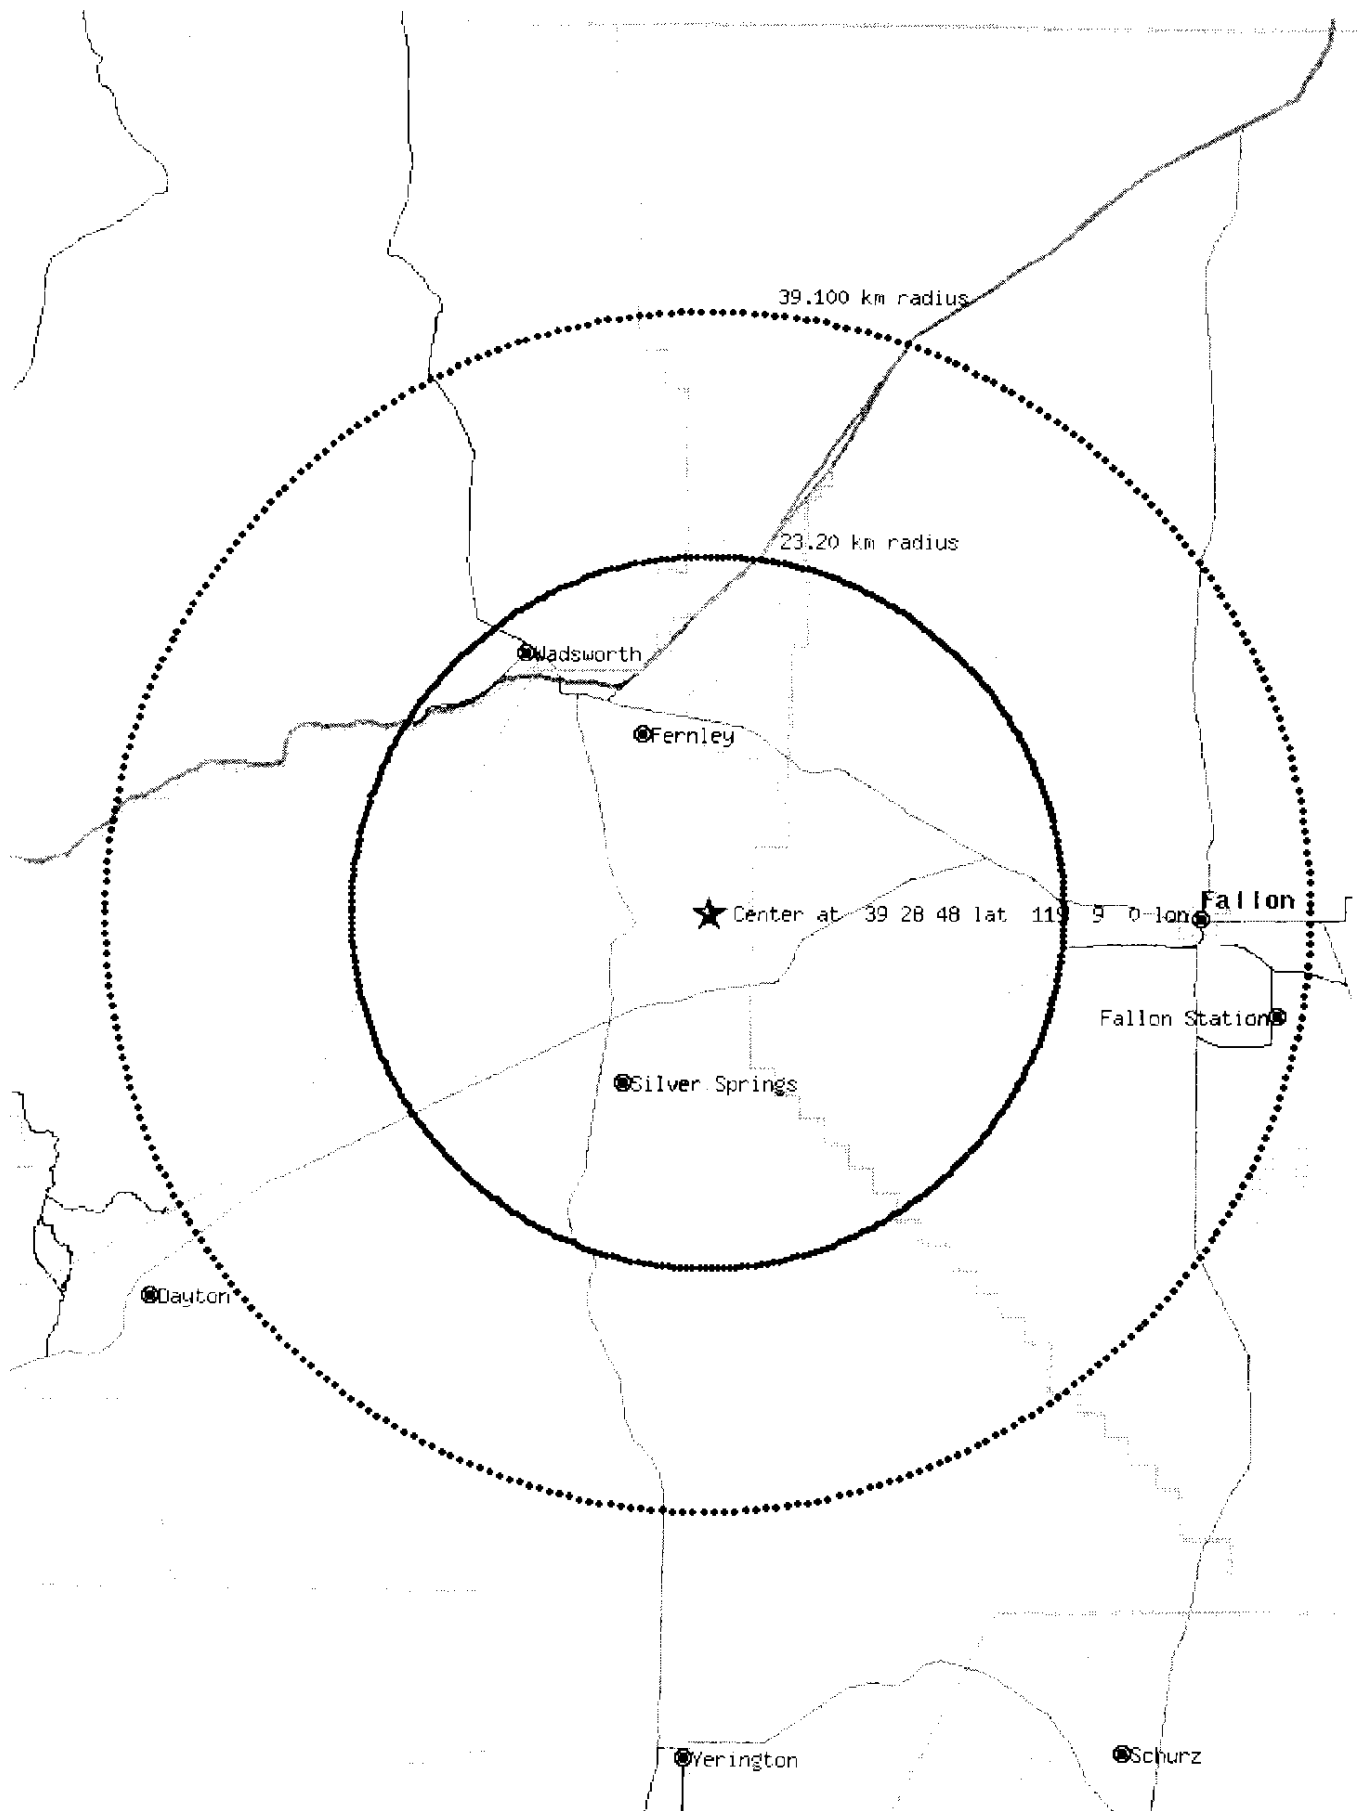 39.100 km radius
23.20 km radius
Wadsworth
Fernley
Fallon
Center at 39 28 48 lat 119 9 0 lon
Fallon Station
Silver Springs
Dayton
Yerington
Schurz